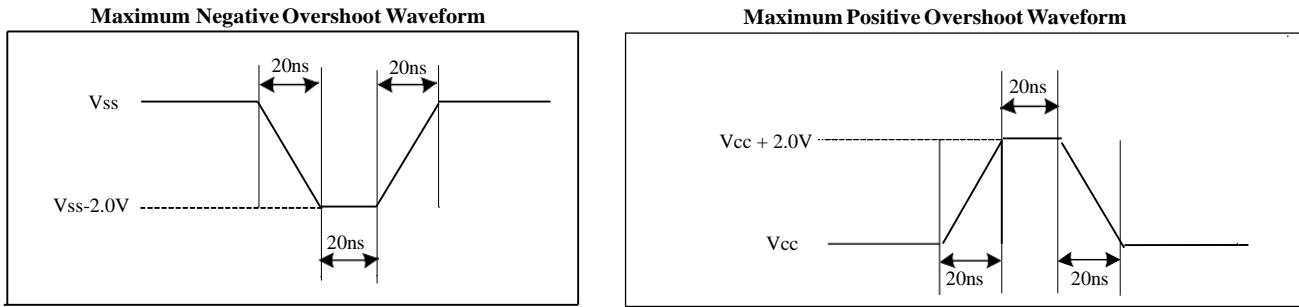 Maximum Negative Overshoot Waveform
20ns
20ns
Vss
Vss-2.0V
20ns
Maximum Positive Overshoot Waveform
20ns
Vcc + 2.0V
Vcc
20ns
20ns